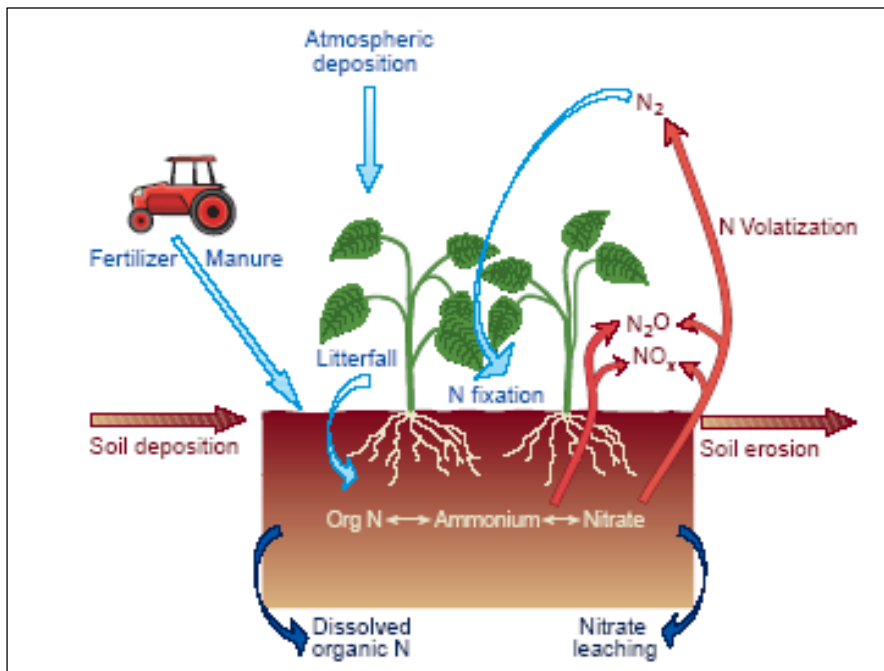 Atmospheric
deposition
N₂
N Volatization
Fertilizer Manure
N₂O
NOₓ
Litterfall
N fixation
Soil deposition
Soil erosion
Org N ↔ Ammonium ↔ Nitrate
Dissolved
organic N
Nitrate
leaching